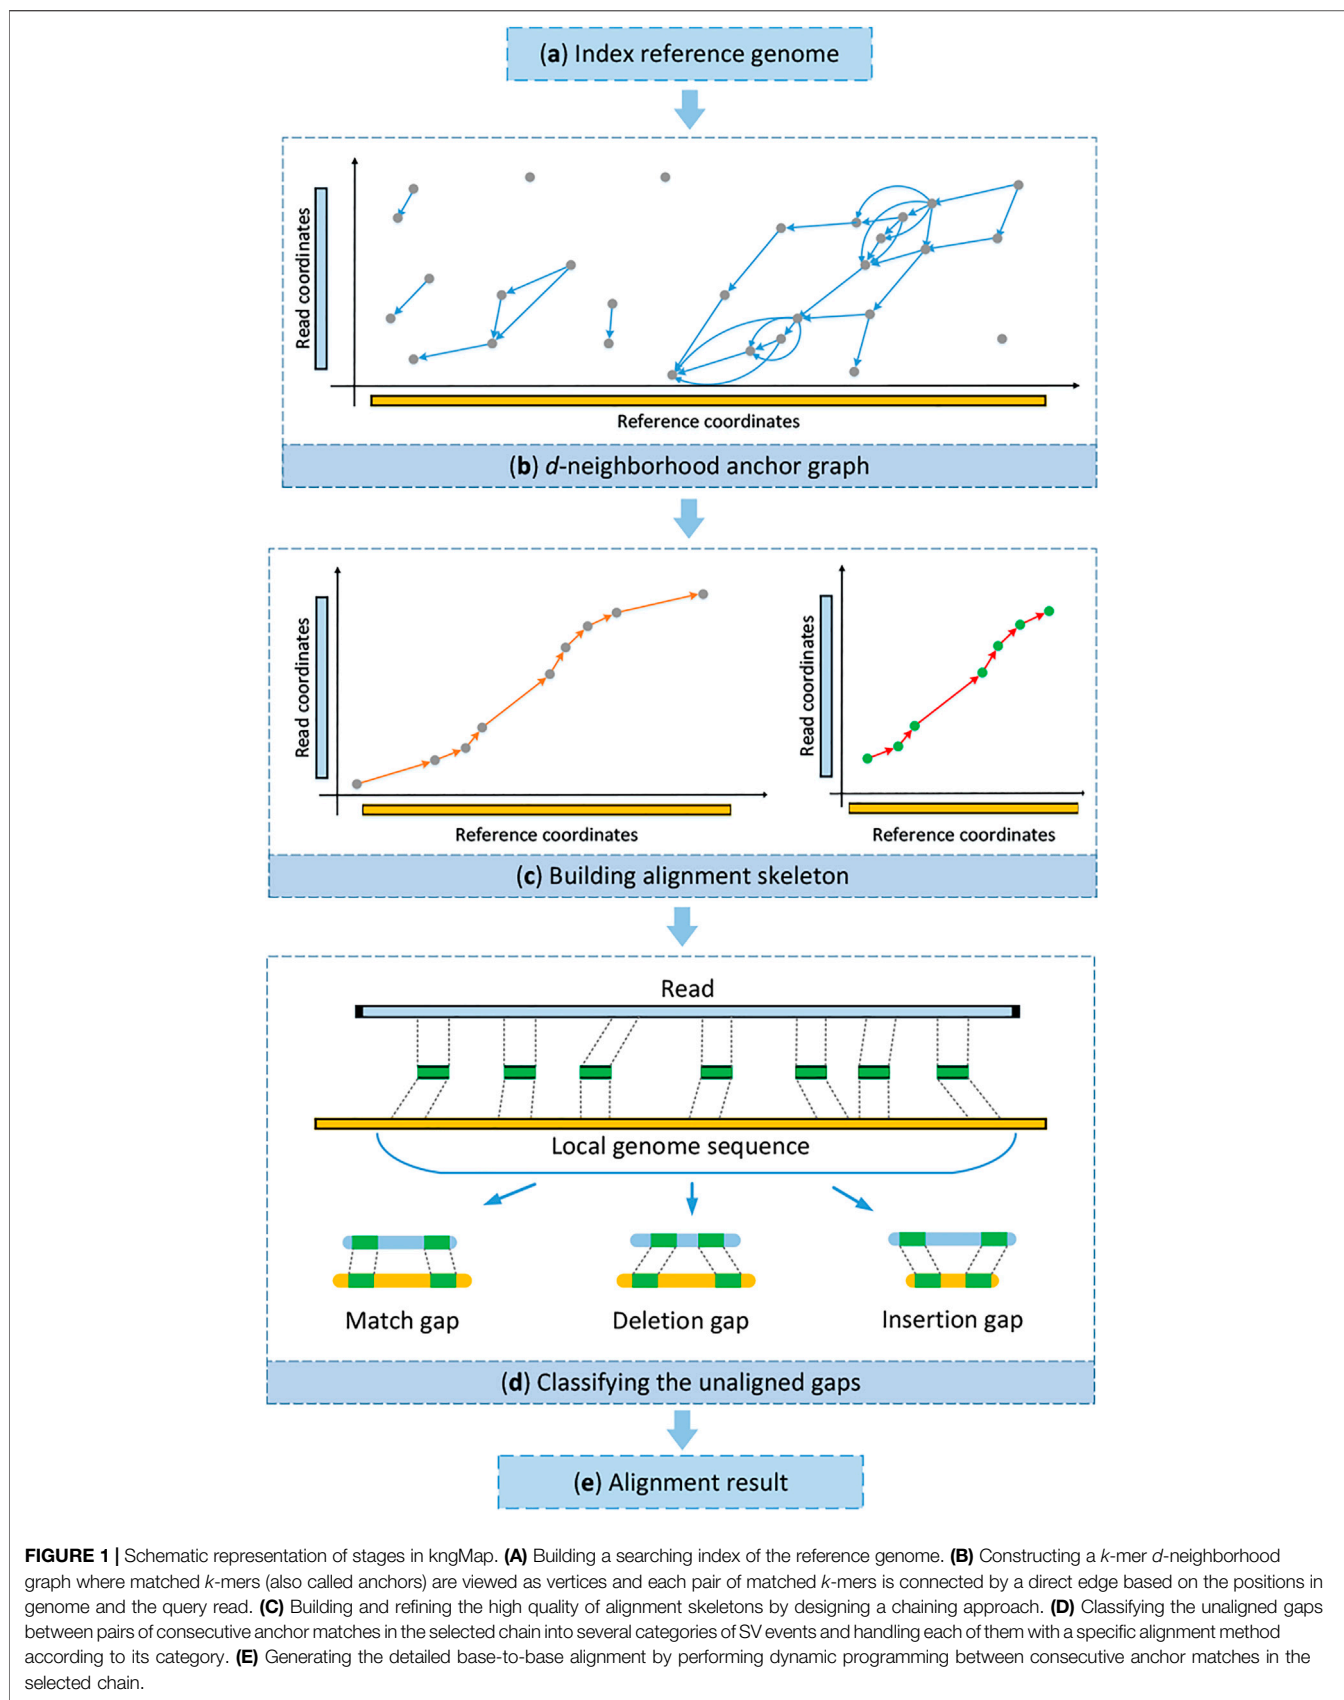 (a) Index reference genome
Read coordinates
Reference coordinates
(b) d-neighborhood anchor graph
Read coordinates
Reference coordinates
Read coordinates
Reference coordinates
(c) Building alignment skeleton
Read
Local genome sequence
Match gap
Deletion gap
Insertion gap
(d) Classifying the unaligned gaps
(e) Alignment result
FIGURE 1 | Schematic representation of stages in kngMap. (A) Building a searching index of the reference genome. (B) Constructing a k-mer d-neighborhood
graph where matched k-mers (also called anchors) are viewed as vertices and each pair of matched k-mers is connected by a direct edge based on the positions in
genome and the query read. (C) Building and refining the high quality of alignment skeletons by designing a chaining approach. (D) Classifying the unaligned gaps
between pairs of consecutive anchor matches in the selected chain into several categories of SV events and handling each of them with a specific alignment method
according to its category. (E) Generating the detailed base-to-base alignment by performing dynamic programming between consecutive anchor matches in the
selected chain.